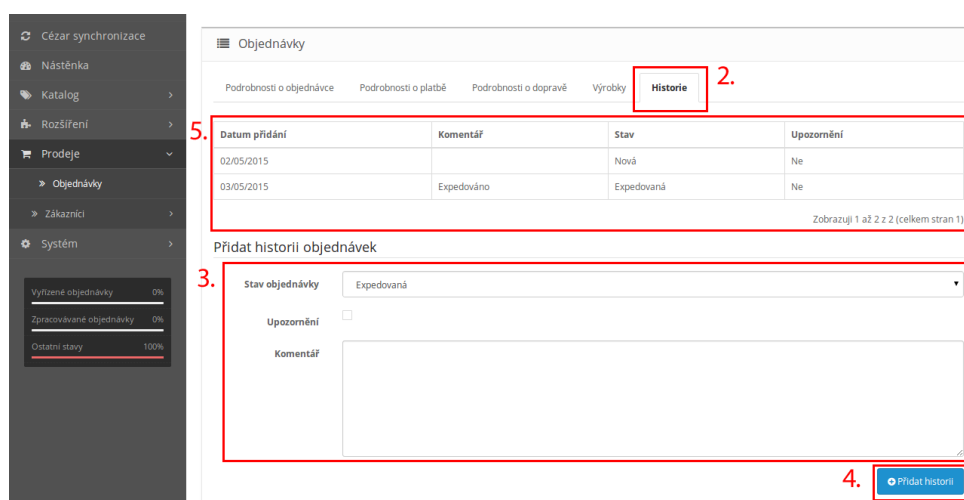 Cézar synchronizace
Nástěnka
Katalog
Rozšíření
Prodeje
Objednávky
Zákazníci
Systém
Vyřízené objednávky 0%
Zpracovávané objednávky 0%
Ostatní stavy 100%
Objednávky
Podrobnosti o objednávce Podrobnosti o platbě Podrobnosti o dopravě Výrobky Historie 2.
5.
Datum přidání Komentář Stav Upozornění
02/05/2015 Nová Ne
03/05/2015 Expedováno Expedovaná Ne
Zobrazuji 1 až 2 z 2 (celkem stran 1)
Přidat historii objednávek
3.
Stav objednávky Expedovaná
Upozornění
Komentář
4. Přidat historii